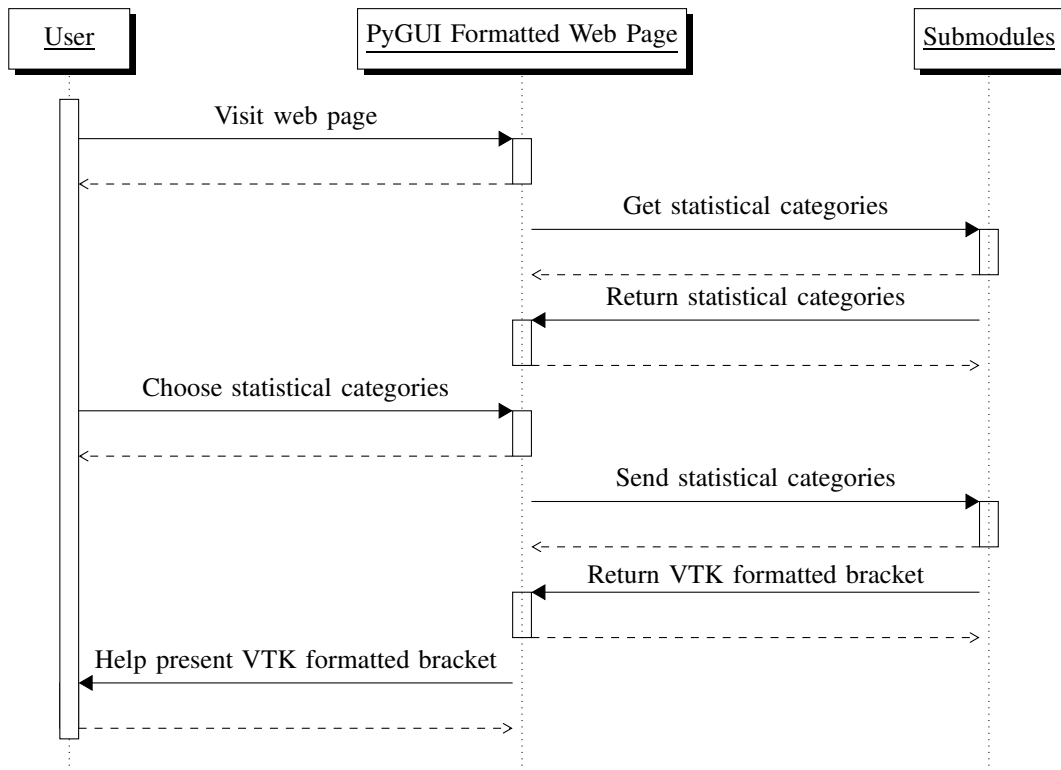 User
PyGUI Formatted Web Page
Submodules
Visit web page
Get statistical categories
Return statistical categories
Choose statistical categories
Send statistical categories
Return VTK formatted bracket
Help present VTK formatted bracket